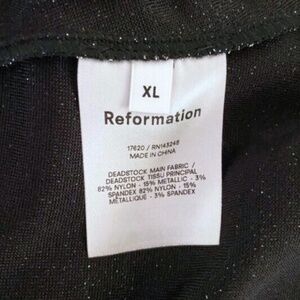 XL
Reformation
17620 / RN143248
MADE IN CHINA
DEADSTOCK MAIN FABRIC /
DEADSTOCK TISSU PRINCIPAL
82% NYLON - 15% METALLIC - 3%
SPANDEX 82% NYLON - 15%
METALLIQUE - 3% SPANDEX